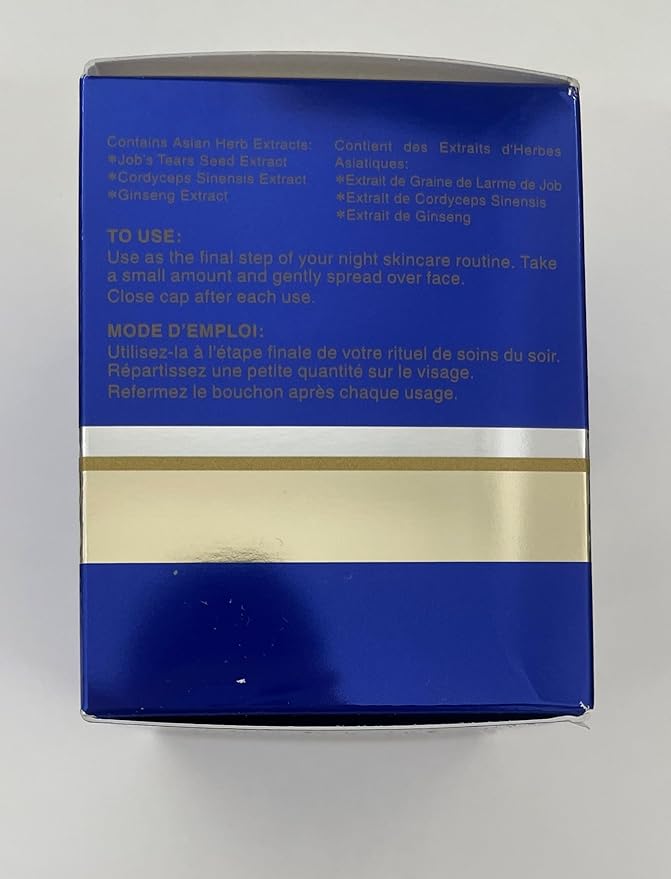 Contains Asian Herb Extracts:
*Job's Tears Seed Extract
*Cordyceps Sinensis Extract
*Ginseng Extract
Contient des Extraits d'Herbes
Asiatiques:
*Extrait de Graine de Larme de Job
*Extrait de Cordyceps Sinensis
*Extrait de Ginseng
TO USE:
Use as the final step of your night skincare routine. Take
a small amount and gently spread over face.
Close cap after each use.
MODE D'EMPLOI:
Utilisez-la à l'étape finale de votre rituel de soins du soir.
Répartissez une petite quantité sur le visage.
Refermez le bouchon après chaque usage.